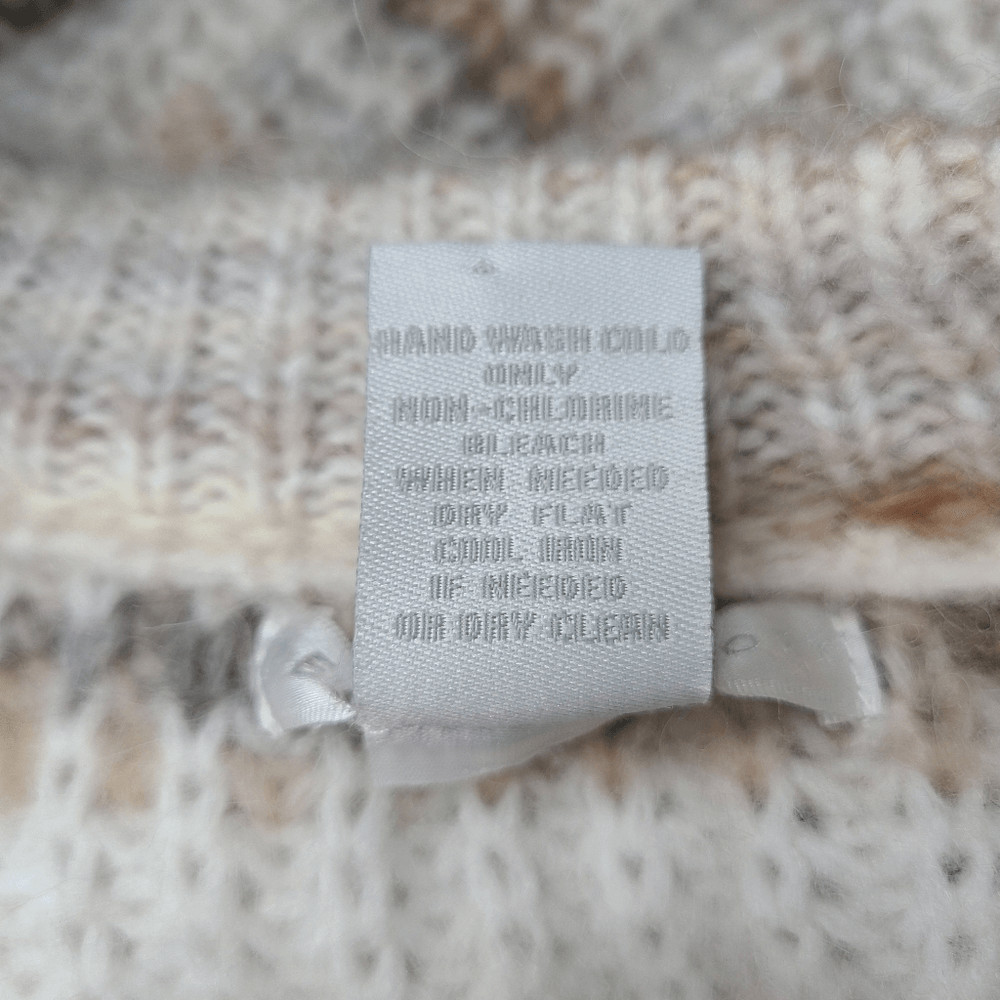 HAND WASH COLD
ONLY
NON-CHLORINE
BLEACH
WHEN NEEDED
DRY FLAT
COOL IRON
IF NEEDED
OR DRY CLEAN